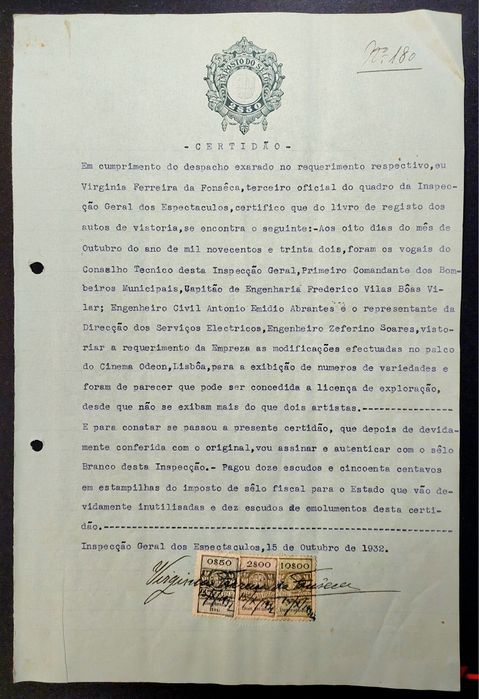 Nº 180
IMPOSTO DO SELO
2$50
-CERTIDÃO-
Em cumprimento do despacho exarado no requerimento respectivo,eu
Virginia Ferreira da Fonsêca,terceiro oficial do quadro da Inspec-
ção Geral dos Espectaculos,certifico que do livro de registo dos
autos de vistoria,se encontra o seguinte:-Aos oito dias do mês de
Outubro do ano de mil novecentos e trinta dois,foram os vogais do
Conselho Tecnico desta Inspecção Geral,Primeiro Comandante dos Bom-
beiros Municipais,Capitão de Engenharia Frederico Vilas Bôas Vi-
lar; Engenheiro Civil Antonio Emidio Abrantes e o representante da
Direcção dos Serviços Electricos,Engenheiro Zeferino Soares,visto-
riar a requerimento da Empreza as modificações efectuadas no palco
do Cinema Odeon,Lisbôa,para a exibição de numeros de variedades e
foram de parecer que pode ser concedida a licença de exploração,
desde que não se exibam mais do que dois artistas.-------------
E para constar se passou a presente certidão, que depois de devida-
mente conferida com o original,vou assinar e autenticar com o sêlo
Branco desta Inspecção.- Pagou doze escudos e cincoenta centavos
em estampilhas do imposto de sêlo fiscal para o Estado que vão de-
vidamente inutilisadas e dez escudos de emolumentos desta certi-
dão.-------------------------------------------------------
Inspecção Geral dos Espectaculos,15 de Outubro de 1932.
0$50 2$00 10$00
Virginia Ferreira da Fonseca